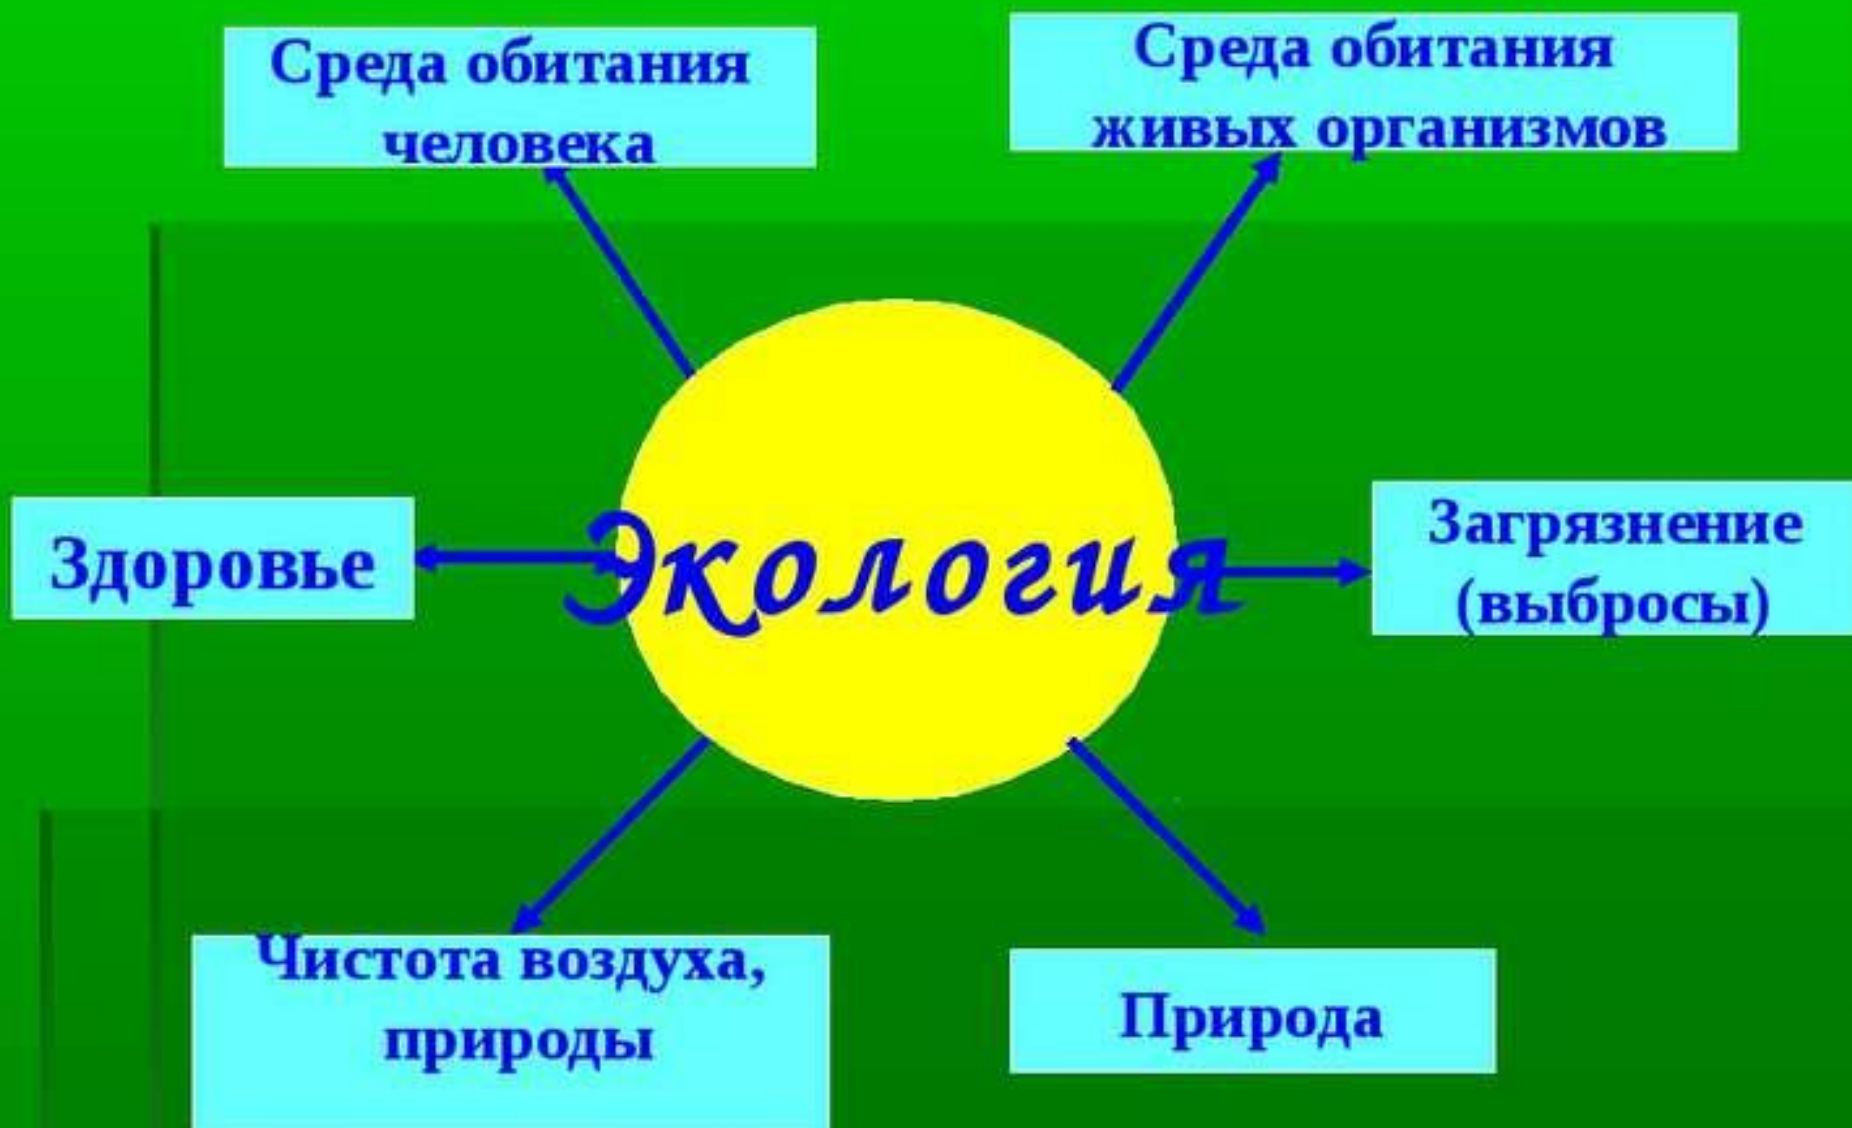 Среда обитания
человека
Среда обитания
живых организмов
Здоровье
Экология
Загрязнение
(выбросы)
Чистота воздуха,
природы
Природа